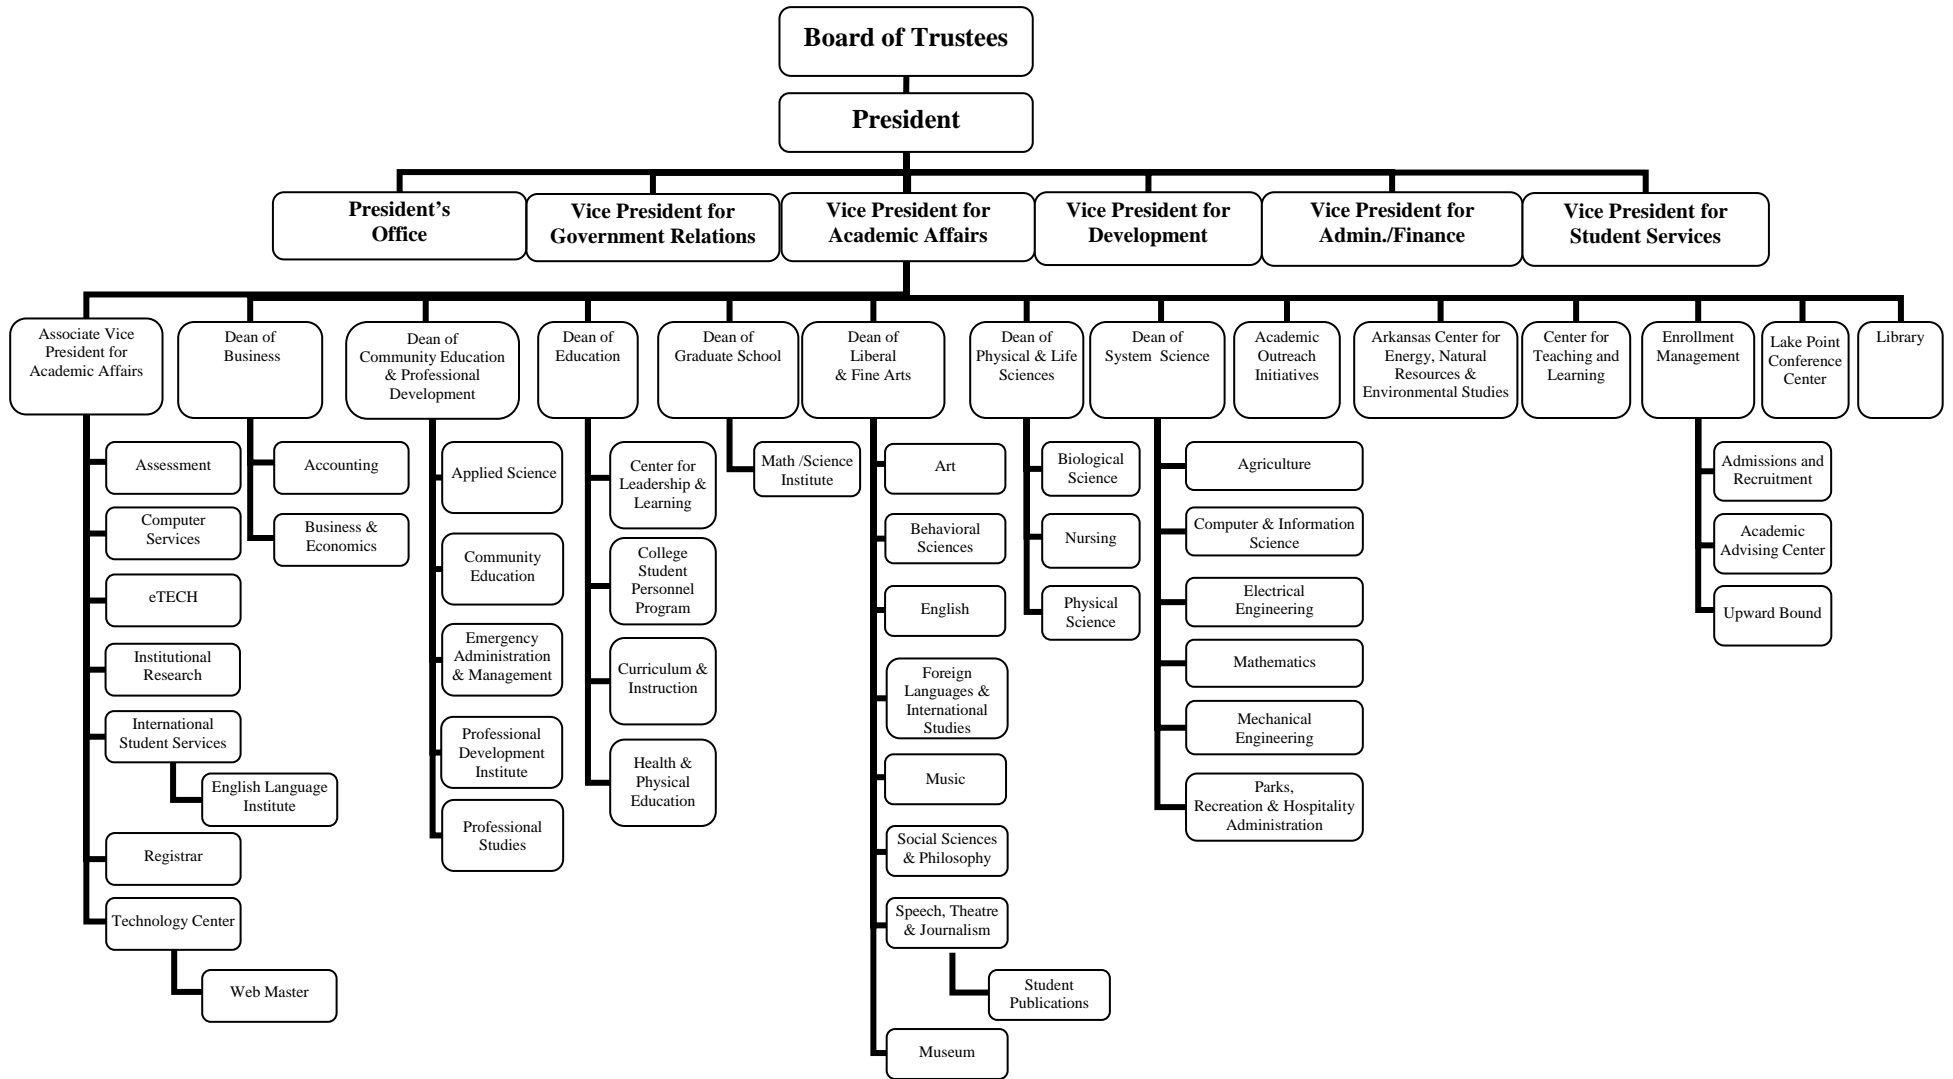 Board of Trustees
President
President’s
Office
Vice President for
Government Relations
Vice President for
Academic Affairs
Vice President for
Development
Vice President for
Admin./Finance
Vice President for
Student Services
Associate Vice
President for
Academic Affairs
Dean of
Business
Dean of
Community Education
& Professional
Development
Dean of
Education
Dean of
Graduate School
Dean of
Liberal
& Fine Arts
Dean of
Physical & Life
Sciences
Dean of
System Science
Academic
Outreach
Initiatives
Arkansas Center for
Energy, Natural
Resources &
Environmental Studies
Center for
Teaching and
Learning
Enrollment
Management
Lake Point
Conference
Center
Library
Assessment
Computer
Services
eTECH
Institutional
Research
International
Student Services
English Language
Institute
Registrar
Technology Center
Web Master
Accounting
Business &
Economics
Applied Science
Community
Education
Emergency
Administration
& Management
Professional
Development
Institute
Professional
Studies
Center for
Leadership &
Learning
College
Student
Personnel
Program
Curriculum &
Instruction
Health &
Physical
Education
Math /Science
Institute
Art
Behavioral
Sciences
English
Foreign
Languages &
International
Studies
Music
Social Sciences
& Philosophy
Speech, Theatre
& Journalism
Student
Publications
Museum
Biological
Science
Nursing
Physical
Science
Agriculture
Computer & Information
Science
Electrical
Engineering
Mathematics
Mechanical
Engineering
Parks,
Recreation & Hospitality
Administration
Admissions and
Recruitment
Academic
Advising Center
Upward Bound